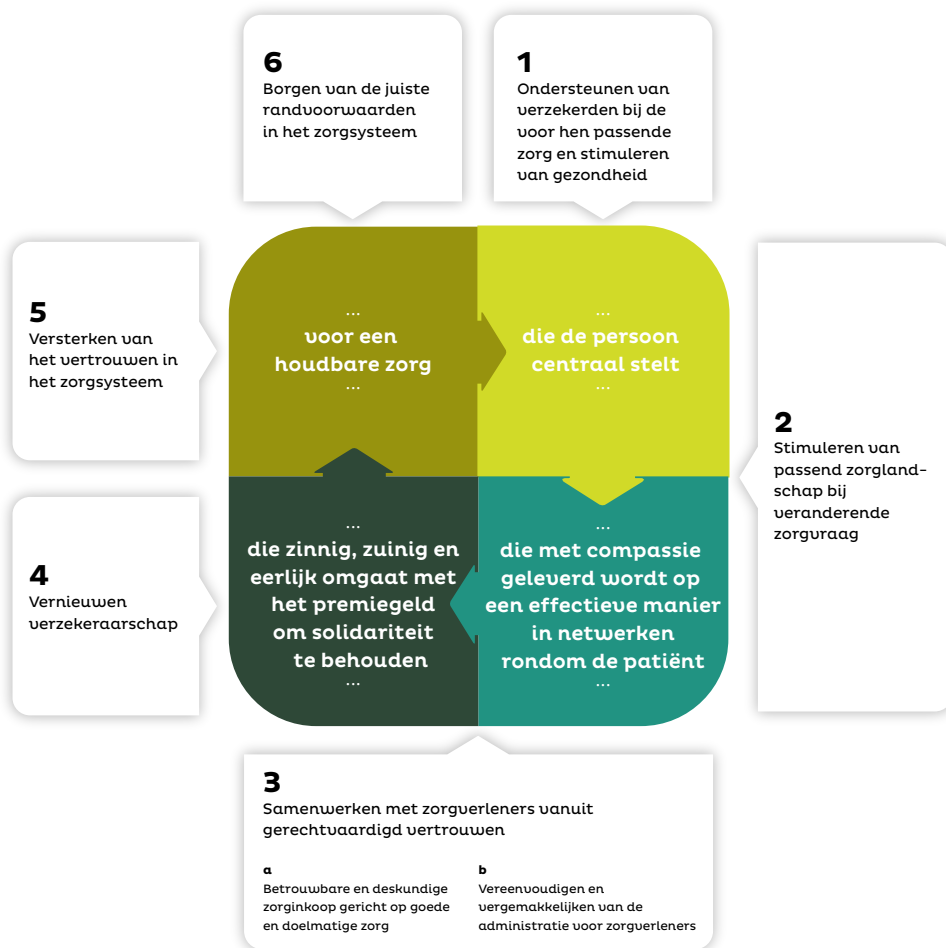 6
Borgen van de juiste
randvoorwaarden
in het zorgsysteem
1
Ondersteunen van
verzekerden bij de
voor hen passende
zorg en stimuleren
van gezondheid
5
Versterken van
het vertrouwen in
het zorgsysteem
...
voor een
houdbare zorg
...
...
die de persoon
centraal stelt
...
2
Stimuleren van
passend zorgland-
schap bij
veranderende
zorgvraag
4
Vernieuwen
verzekeraarschap
...
die zinnig, zuinig en
eerlijk omgaat met
het premiegeld
om solidariteit
te behouden
...
...
die met compassie
geleverd wordt op
een effectieve manier
in netwerken
rondom de patiënt
...
3
Samenwerken met zorgverleners vanuit
gerechtvaardigd vertrouwen
a
Betrouwbare en deskundige
zorginkoop gericht op goede
en doelmatige zorg
b
Vereenvoudigen en
vergemakkelijken van de
administratie voor zorgverleners